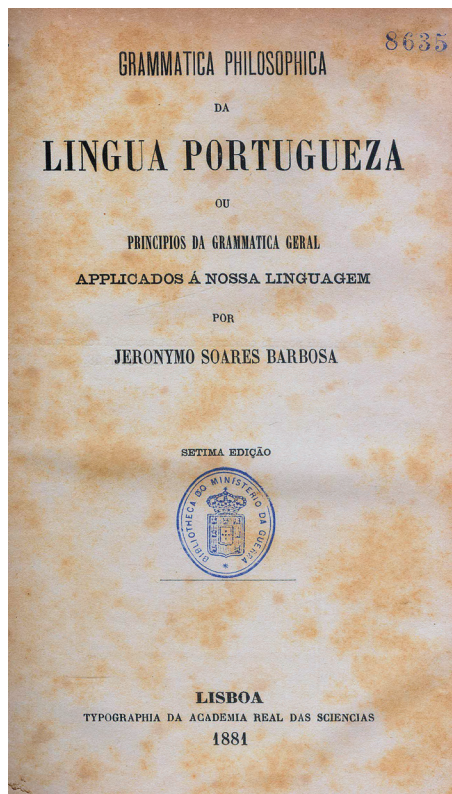 8635
GRAMMATICA PHILOSOPHICA
DA
LINGUA PORTUGUEZA
OU
PRINCIPIOS DA GRAMMATICA GERAL
APPLICADOS Á NOSSA LINGUAGEM
POR
JERONYMO SOARES BARBOSA
SETIMA EDIÇÃO
BIBLIOTHECA DO MINISTERIO DA GUERRA
LISBOA
TYPOGRAPHIA DA ACADEMIA REAL DAS SCIENCIAS
1881